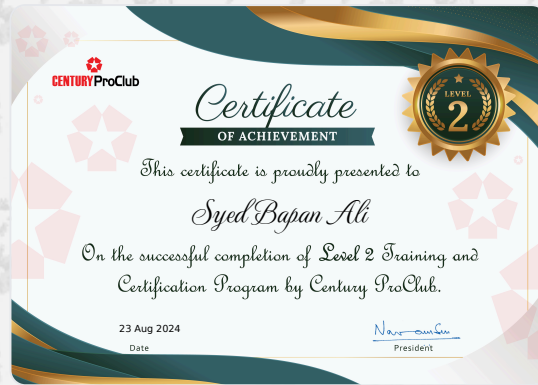 CENTURY ProClub
LEVEL
2
Certificate
OF ACHIEVEMENT
This certificate is proudly presented to
Syed Bapan Ali
On the successful completion of Level 2 Training and
Certification Program by Century ProClub.
23 Aug 2024
Date
President